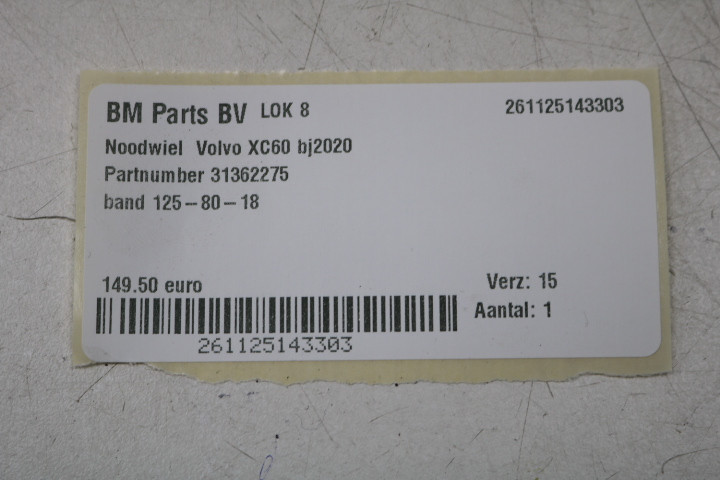 BM Parts BV LOK 8 261125143303
Noodwiel Volvo XC60 bj2020
Partnumber 31362275
band 125-80-18
149.50 euro Verz: 15
Aantal: 1
261125143303